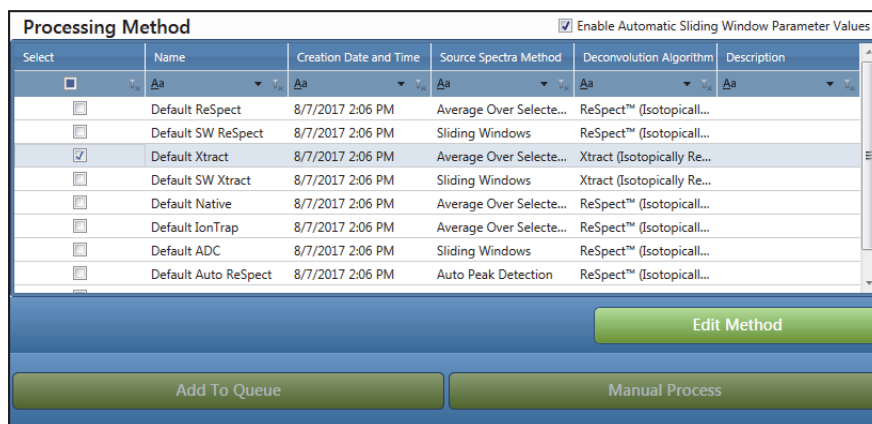 Processing Method
Enable Automatic Sliding Window Parameter Values
Select Name Creation Date and Time Source Spectra Method Deconvolution Algorithm Description
Aa Aa Aa Aa Aa
Default ReSpect 8/7/2017 2:06 PM Average Over Selecte... ReSpect™ (Isotopicall...
Default SW ReSpect 8/7/2017 2:06 PM Sliding Windows ReSpect™ (Isotopicall...
Default Xtract 8/7/2017 2:06 PM Average Over Selecte... Xtract (Isotopically Re...
Default SW Xtract 8/7/2017 2:06 PM Sliding Windows Xtract (Isotopically Re...
Default Native 8/7/2017 2:06 PM Average Over Selecte... ReSpect™ (Isotopicall...
Default IonTrap 8/7/2017 2:06 PM Average Over Selecte... ReSpect™ (Isotopicall...
Default ADC 8/7/2017 2:06 PM Sliding Windows ReSpect™ (Isotopicall...
Default Auto ReSpect 8/7/2017 2:06 PM Auto Peak Detection ReSpect™ (Isotopicall...
Edit Method
Add To Queue Manual Process